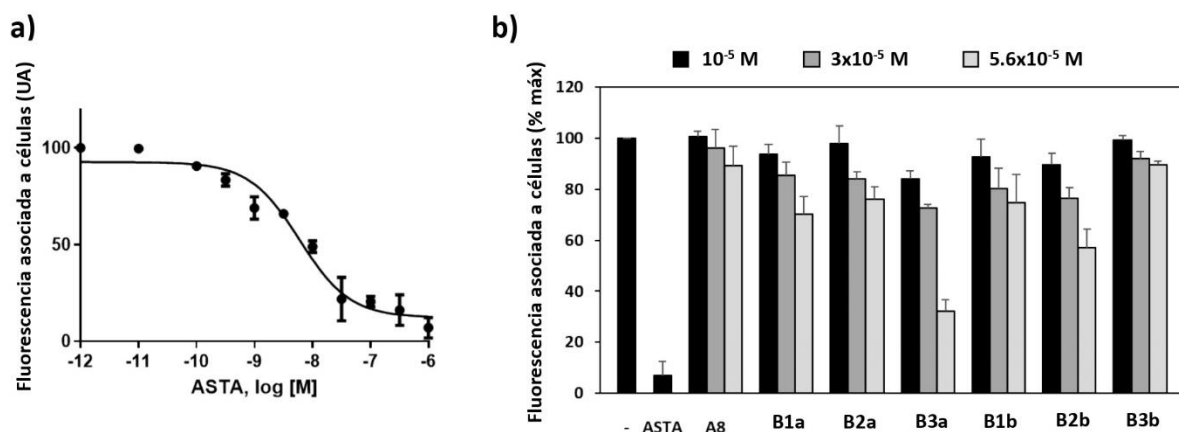 a)
Fluorescencia asociada a células (UA)
100
50
0
-12 -11 -10 -9 -8 -7 -6
ASTA, log [M]
b)
10⁻⁵ M 3x10⁻⁵ M 5.6x10⁻⁵ M
Fluorescencia asociada a células (% máx)
120
100
80
60
40
20
0
- ASTA A8 B1a B2a B3a B1b B2b B3b